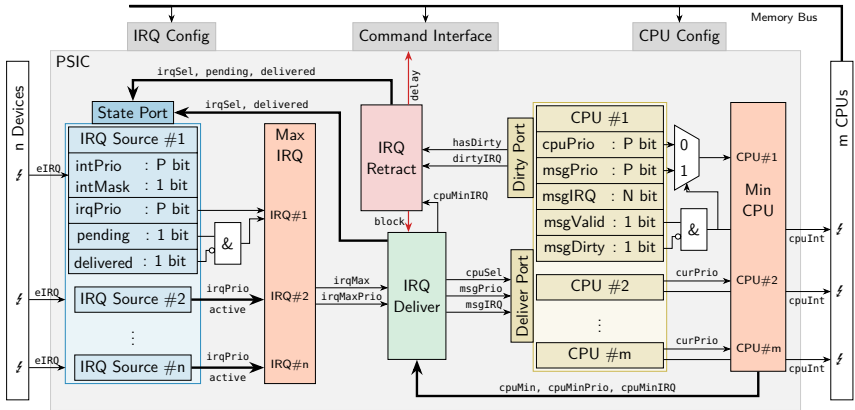 Memory Bus
IRQ Config
Command Interface
CPU Config
PSIC
irqSel, pending, delivered
delay
irqSel, delivered
State Port
n Devices
m CPUs
IRQ Source #1
intPrio : P bit
intMask : 1 bit
irqPrio : P bit
pending : 1 bit
delivered : 1 bit
&
eIRQ
Max
IRQ
IRQ#1
IRQ#2
IRQ#n
IRQ
Retract
hasDirty
dirtyIRQ
Dirty Port
cpuMinIRQ
block
CPU #1
cpuPrio : P bit
msgPrio : P bit
msgIRQ : N bit
msgValid : 1 bit
msgDirty : 1 bit
0
1
&
CPU#1
Min
CPU
CPU#2
CPU#m
cpuInt
eIRQ
IRQ Source #2
irqPrio
active
irqMax
irqMaxPrio
IRQ
Deliver
cpuSel
msgPrio
msgIRQ
Deliver Port
CPU #2
curPrio
cpuInt
⋮
⋮
eIRQ
IRQ Source #n
irqPrio
active
CPU #m
curPrio
cpuInt
cpuMin, cpuMinPrio, cpuMinIRQ